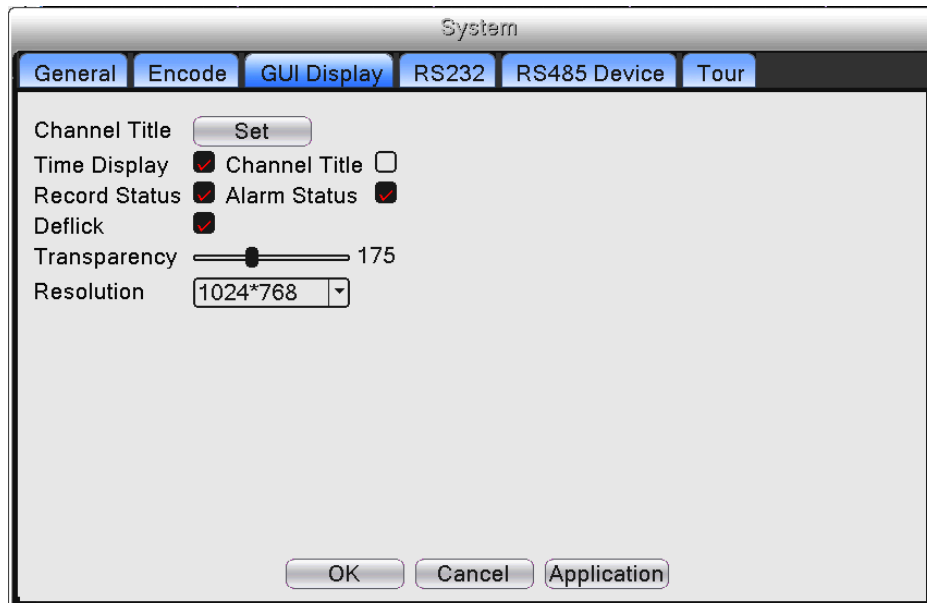 System
General Encode GUI Display RS232 RS485 Device Tour
Channel Title Set
Time Display Channel Title
Record Status Alarm Status
Deflick
Transparency 175
Resolution 1024*768
OK Cancel Application